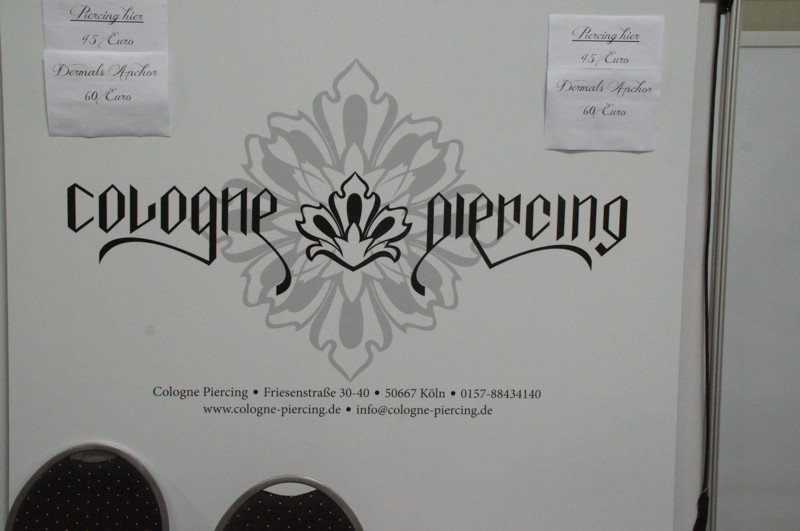 Piercing hier
45,Euro
Dermals Anchor
60,Euro
Piercing hier
45,Euro
Dermals Anchor
60,Euro
cologne piercing
Cologne Piercing • Friesenstraße 30-40 • 50667 Köln • 0157-88434140
www.cologne-piercing.de • info@cologne-piercing.de